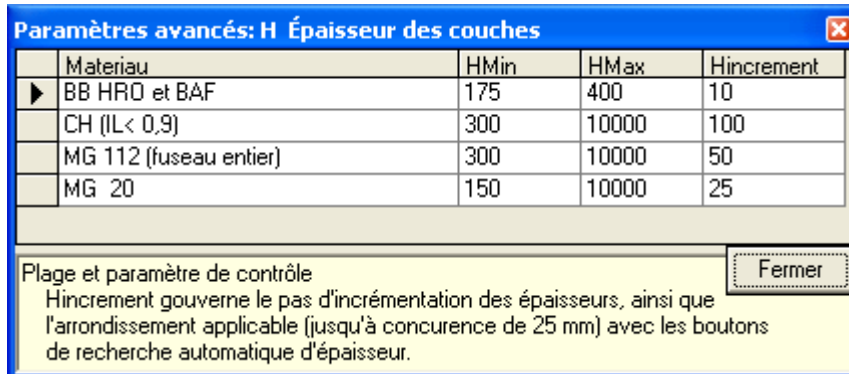 Paramètres avancés: H Épaisseur des couches
Materiau HMin HMax Hincrement
BB HRO et BAF 175 400 10
CH (IL< 0,9) 300 10000 100
MG 112 (fuseau entier) 300 10000 50
MG 20 150 10000 25
Fermer
Plage et paramètre de contrôle
Hincrement gouverne le pas d'incrémentation des épaisseurs, ainsi que
l'arrondissement applicable (jusqu'à concurence de 25 mm) avec les boutons
de recherche automatique d'épaisseur.